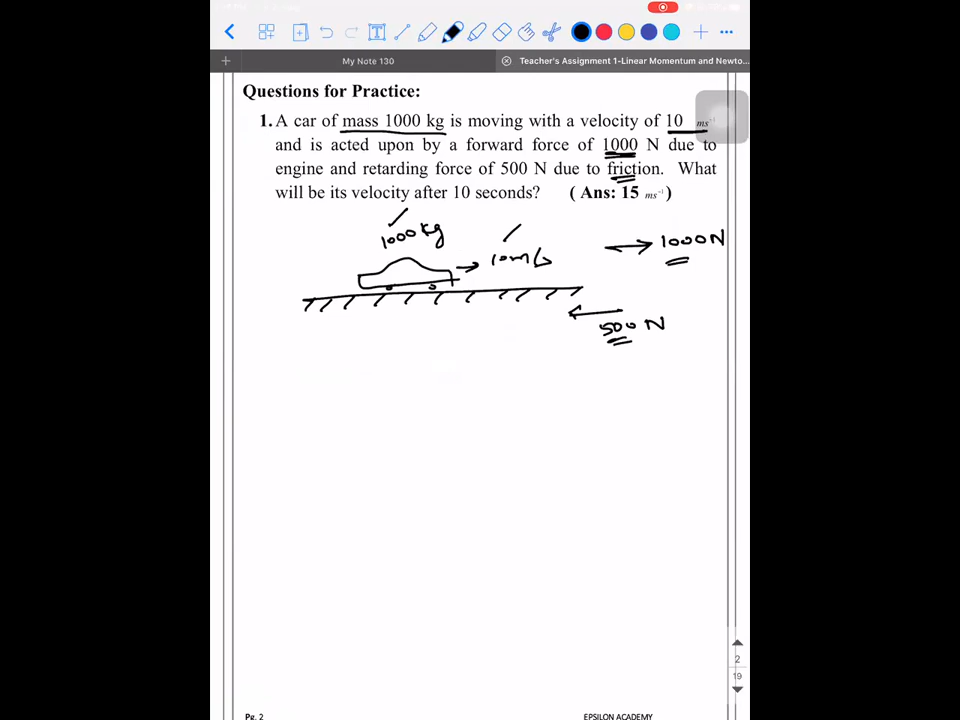 My Note 130
Teacher's Assignment 1-Linear Momentum and Newto...
Questions for Practice:
1. A car of mass 1000 kg is moving with a velocity of 10 ms⁻¹
and is acted upon by a forward force of 1000 N due to
engine and retarding force of 500 N due to friction. What
will be its velocity after 10 seconds? ( Ans: 15 ms⁻¹ )
1000 kg
10 m/s
1000 N
500 N
2
19
Pg. 2
EPSILON ACADEMY